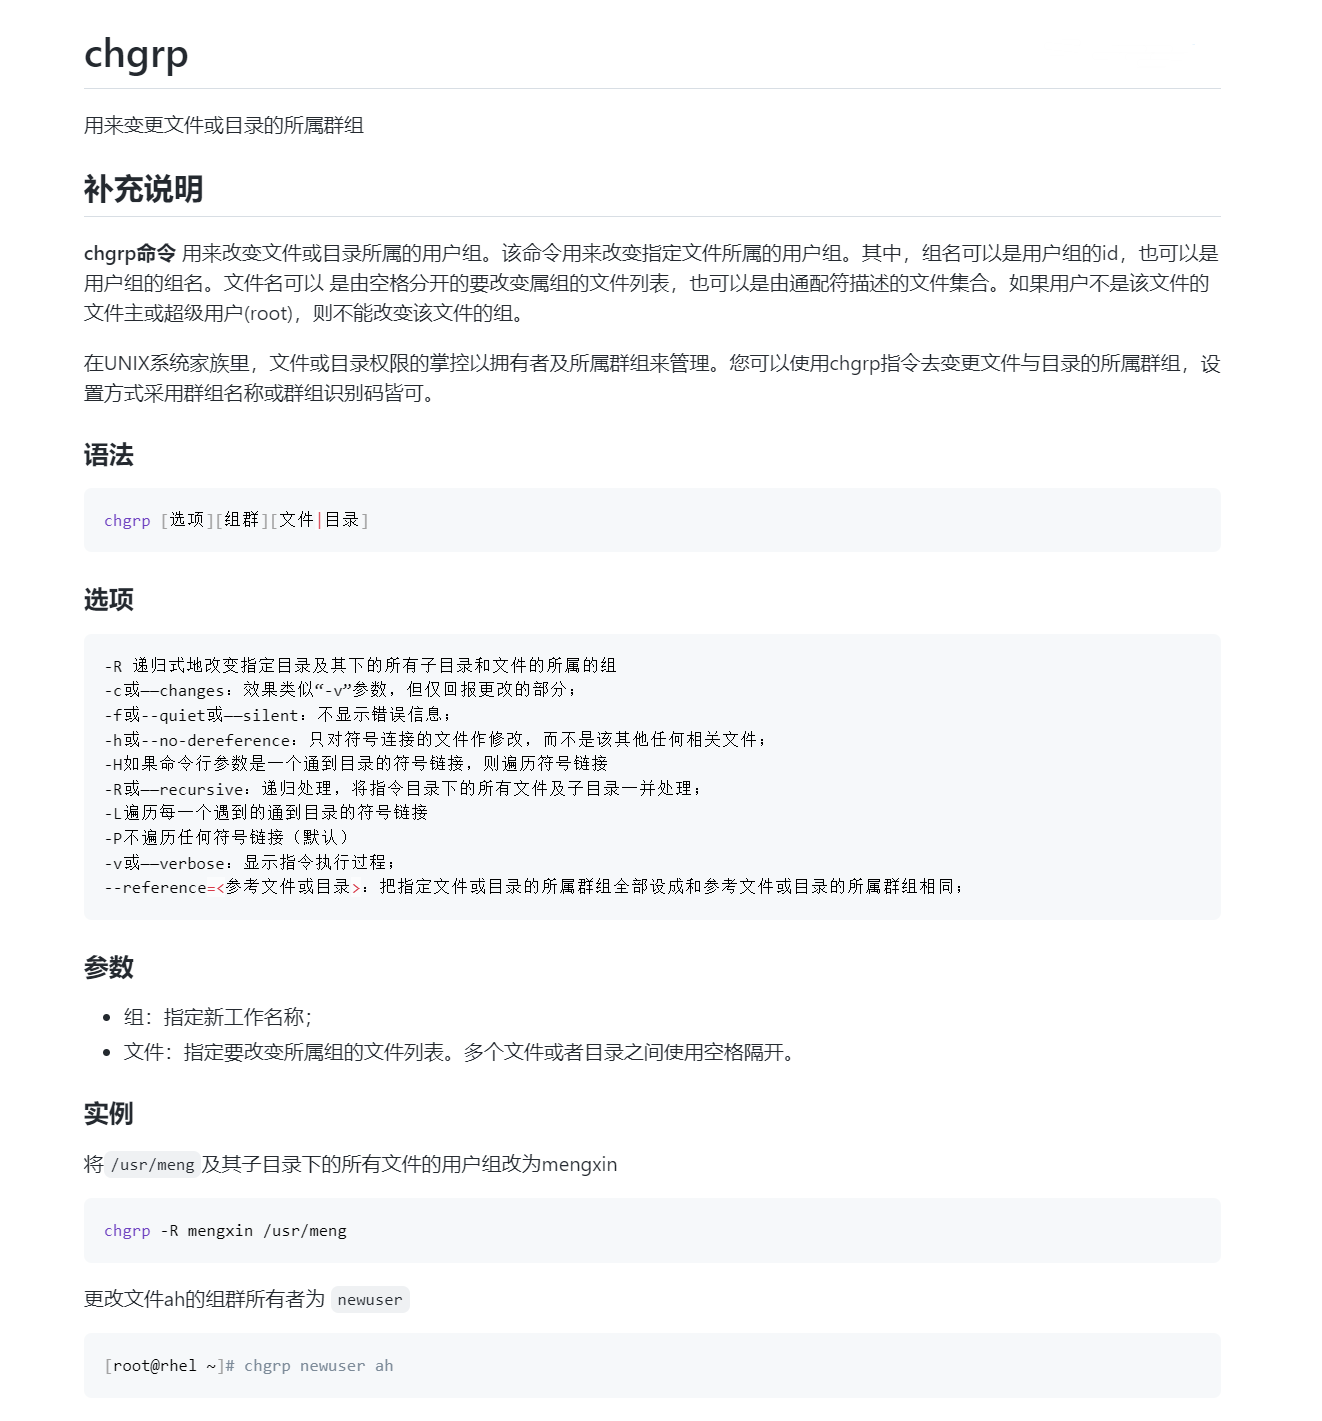 chgrp
用来变更文件或目录的所属群组
补充说明
chgrp命令 用来改变文件或目录所属的用户组。该命令用来改变指定文件所属的用户组。其中，组名可以是用户组的id，也可以是
用户组的组名。文件名可以 是由空格分开的要改变属组的文件列表，也可以是由通配符描述的文件集合。如果用户不是该文件的
文件主或超级用户(root)，则不能改变该文件的组。
在UNIX系统家族里，文件或目录权限的掌控以拥有者及所属群组来管理。您可以使用chgrp指令去变更文件与目录的所属群组，设
置方式采用群组名称或群组识别码皆可。
语法
chgrp [选项][组群][文件|目录]
选项
-R 递归式地改变指定目录及其下的所有子目录和文件的所属的组
-c或——changes：效果类似“-v”参数，但仅回报更改的部分；
-f或--quiet或——silent：不显示错误信息；
-h或--no-dereference：只对符号连接的文件作修改，而不是该其他任何相关文件；
-H如果命令行参数是一个通到目录的符号链接，则遍历符号链接
-R或——recursive：递归处理，将指令目录下的所有文件及子目录一并处理；
-L遍历每一个遇到的通到目录的符号链接
-P不遍历任何符号链接（默认）
-v或——verbose：显示指令执行过程；
--reference=<参考文件或目录>：把指定文件或目录的所属群组全部设成和参考文件或目录的所属群组相同；
参数
• 组：指定新工作名称；
• 文件：指定要改变所属组的文件列表。多个文件或者目录之间使用空格隔开。
实例
将 /usr/meng 及其子目录下的所有文件的用户组改为mengxin
chgrp -R mengxin /usr/meng
更改文件ah的组群所有者为 newuser
[root@rhel ~]# chgrp newuser ah